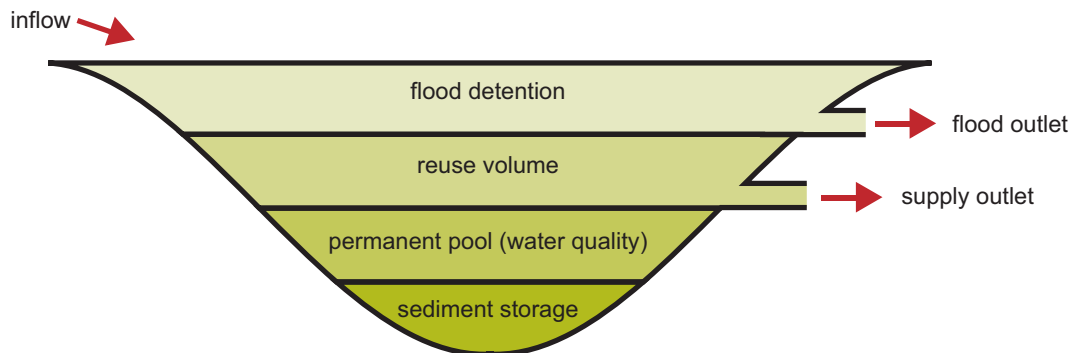 inflow
flood detention
flood outlet
reuse volume
supply outlet
permanent pool (water quality)
sediment storage